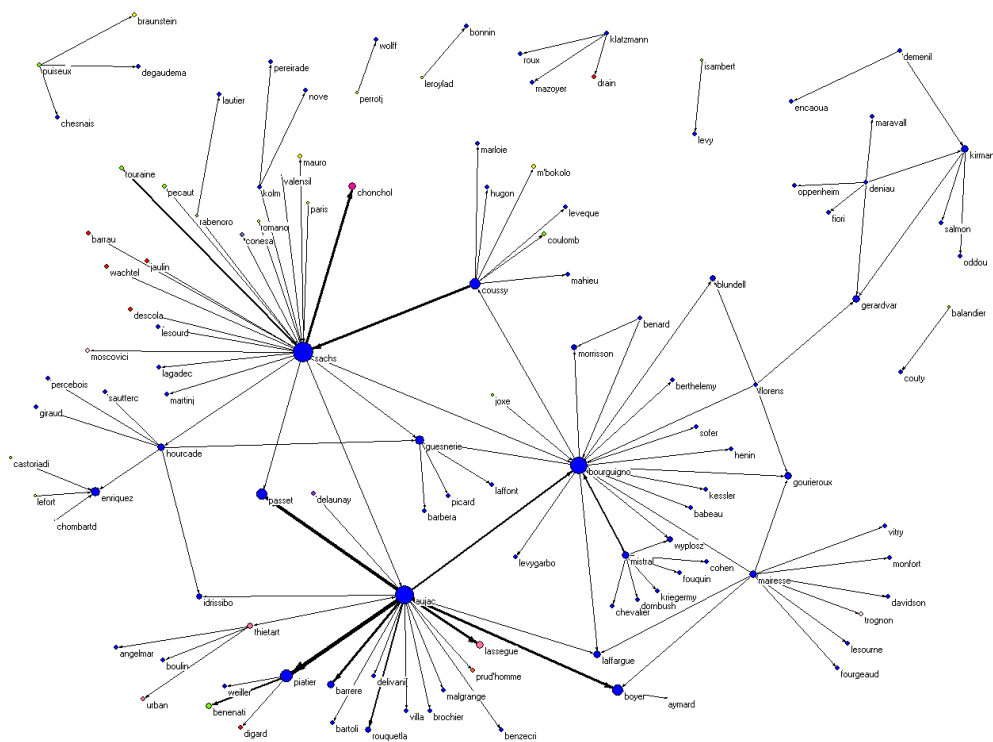 braunstein
bonnin
klatzmann
wolff
roux
demenil
puiseux
degaudema
pereirade
isambert
leroylad
mazoyer
drain
perrotj
lautier
nove
encaoua
chesnais
maravall
levy
marloie
kirman
mauro
touraine
m'bokolo
valensil
pecaut
kolm
chonchol
hugon
oppenheim
deniau
paris
leveque
fiori
rabenoro
romano
salmon
barrau
conesa
coulomb
oddou
jaulin
wachtel
mahieu
coussy
blundell
gerardvar
descola
balandier
lesourd
benard
moscovici
sachs
morrisson
lagadec
couty
percebois
martinj
berthelemy
florens
sautterc
joxe
giraud
sofer
guesnerie
hourcade
henin
castoriadi
bourguigno
gourieroux
laffont
enriquez
passet
delaunay
picard
kessler
lefort
barbera
babeau
chombartd
vitry
wyplosz
levygarbo
mistral
cohen
monfort
fouquin
mairesse
idrissibo
laujac
kriegermy
davidson
dornbush
chevalier
trognon
thietart
lassegue
lesourne
angelmar
boulin
laffargue
prud'homme
fourgeaud
piatier
weiller
barrere
delivani
malgrange
boyer
aymard
urban
benenati
villa
brochier
digard
bartoli
rouquetla
benzecri